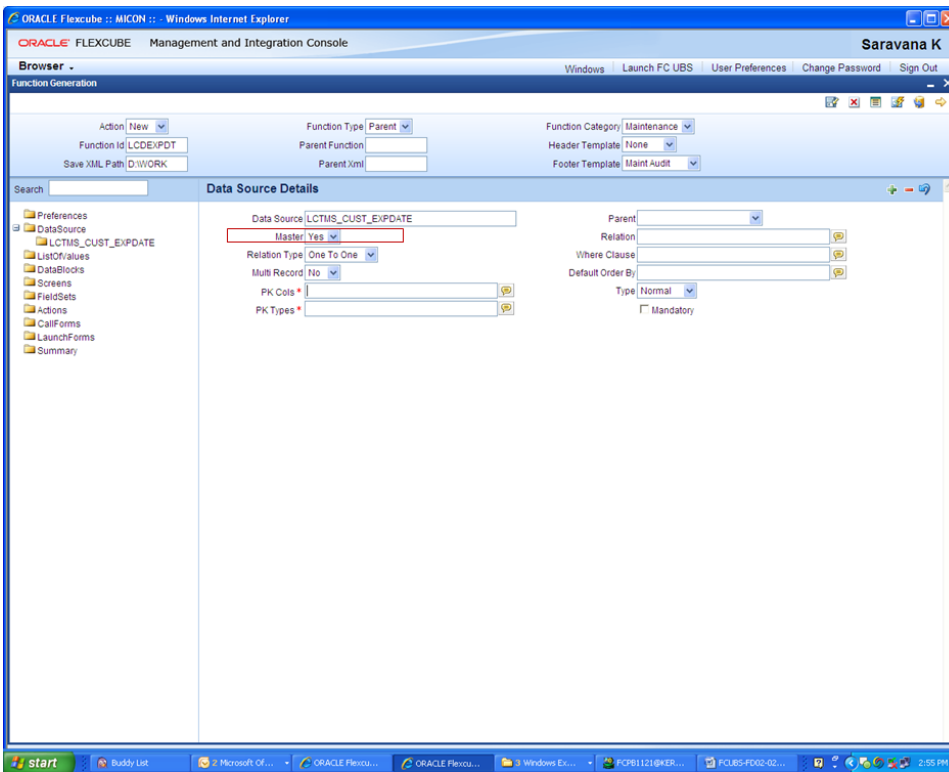 ORACLE Flexcube :: MICON :: - Windows Internet Explorer
ORACLE FLEXCUBE Management and Integration Console Saravana K
Browser Windows Launch FC UBS User Preferences Change Password Sign Out
Function Generation
Action New Function Type Parent Function Category Maintenance
Function Id LCDEXPDT Parent Function Header Template None
Save XML Path D:\WORK Parent Xml Footer Template Maint Audit
Search Data Source Details
Preferences
DataSource
LCTMS_CUST_EXPDATE
ListOfValues
DataBlocks
Screens
FieldSets
Actions
CallForms
LaunchForms
Summary
Data Source LCTMS_CUST_EXPDATE Parent
Master Yes Relation
Relation Type One To One Where Clause
Multi Record No Default Order By
PK Cols * Type Normal
PK Types * Mandatory
start Buddy List 2 Microsoft Of... ORACLE Flexcu... ORACLE Flexcu... 3 Windows Ex... FCPB1121@KER... FCUBS-FD02-02... 2:55 PM